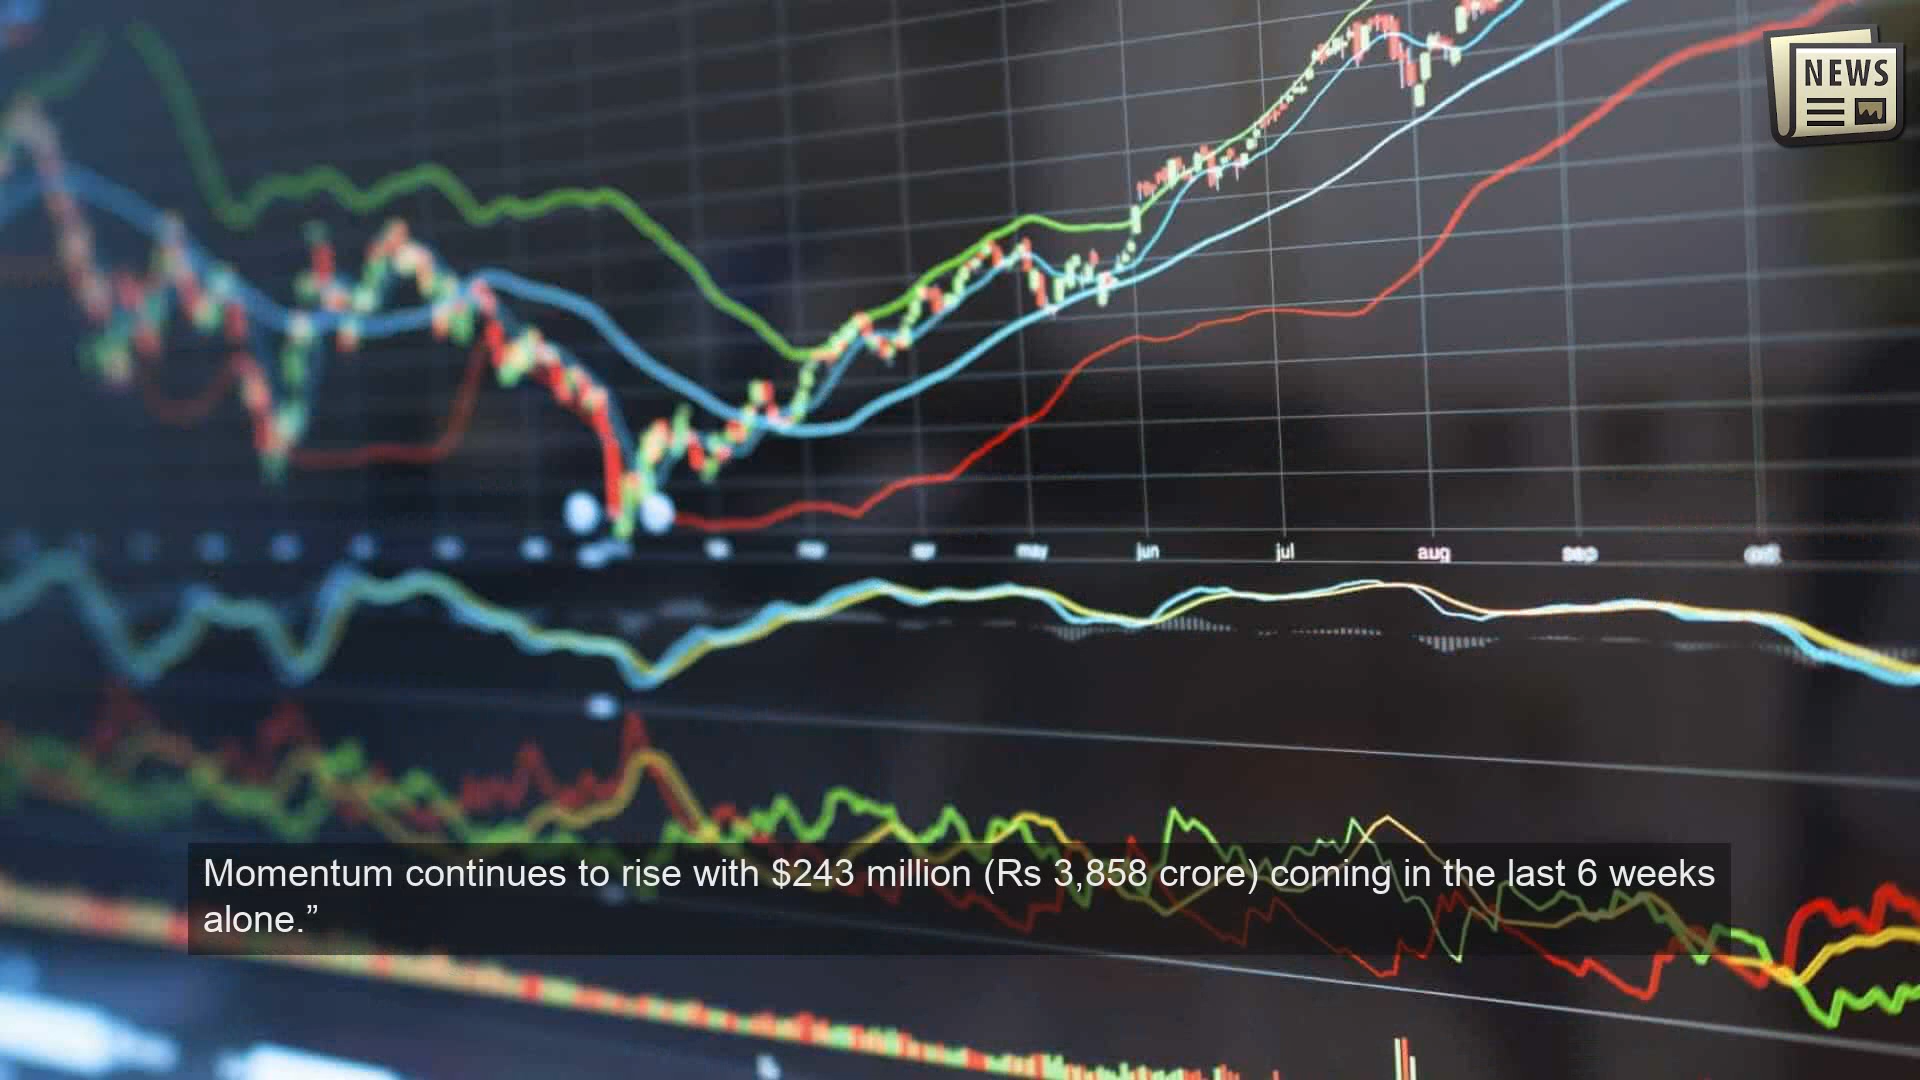 NEWS
may
jun
jul
aug
sep
Momentum continues to rise with $243 million (Rs 3,858 crore) coming in the last 6 weeks
alone.”